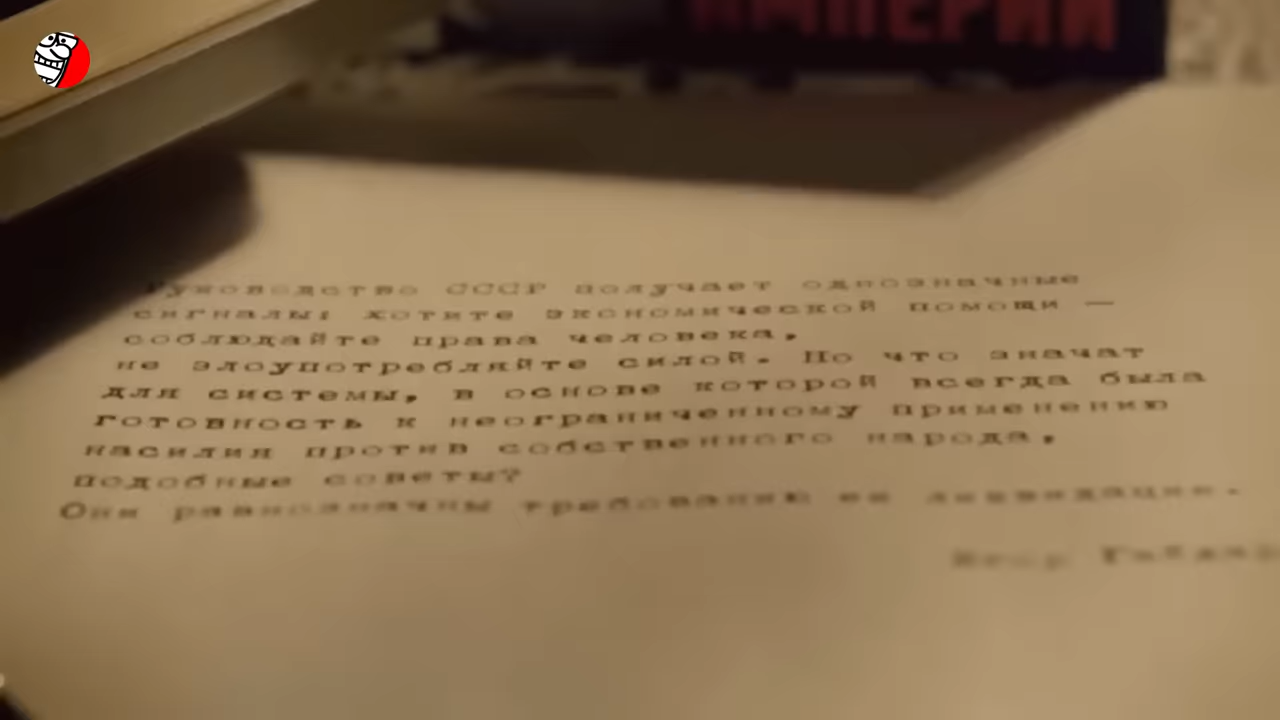 ИМПЕРИИ
Руководство СССР получает однозначные
сигналы: хотите экономической помощи —
соблюдайте права человека,
не злоупотребляйте силой. Но что значат
для системы, в основе которой всегда была
готовность к неограниченному применению
насилия против собственного народа,
подобные советы?
Они равнозначны требованию ее ликвидации.
Егор Гайдар